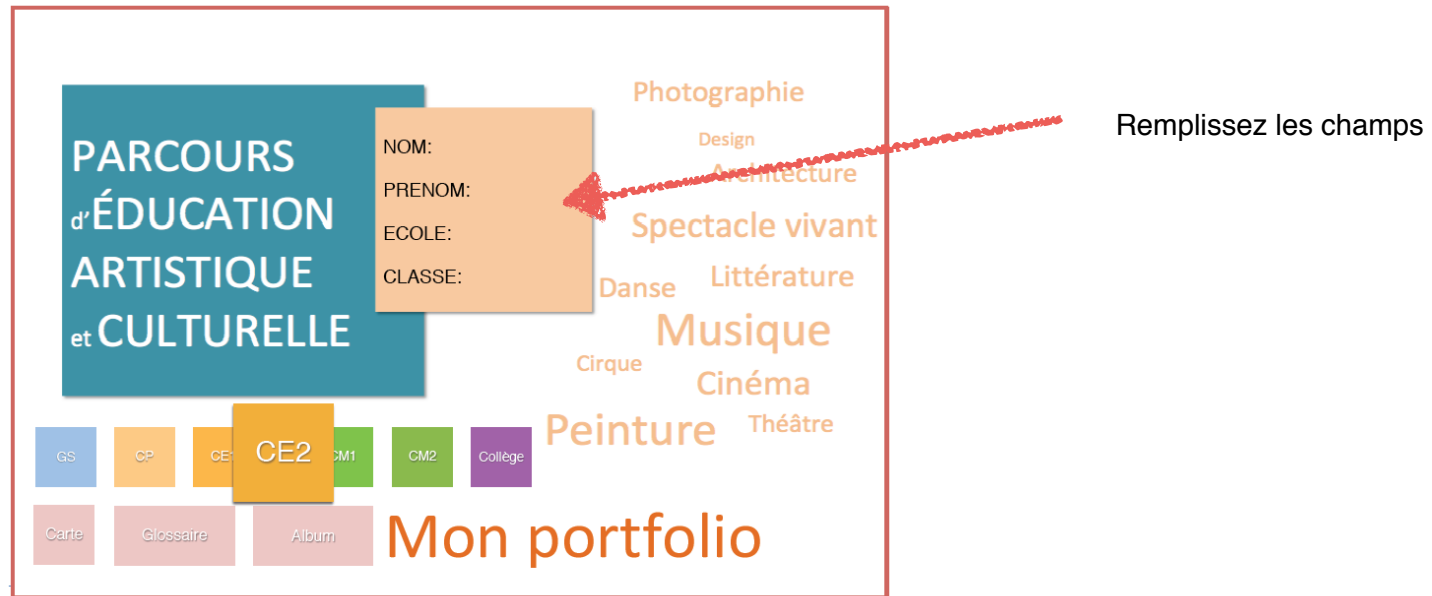 Photographie
Remplissez les champs
PARCOURS
d'ÉDUCATION
ARTISTIQUE
et CULTURELLE
NOM:
PRENOM:
ECOLE:
CLASSE:
Design
Architecture
Spectacle vivant
Danse
Littérature
Musique
Cirque
Cinéma
Peinture
Théâtre
GS CP CE1 CE2 CM1 CM2 Collège
Carte Glossaire Album
Mon portfolio